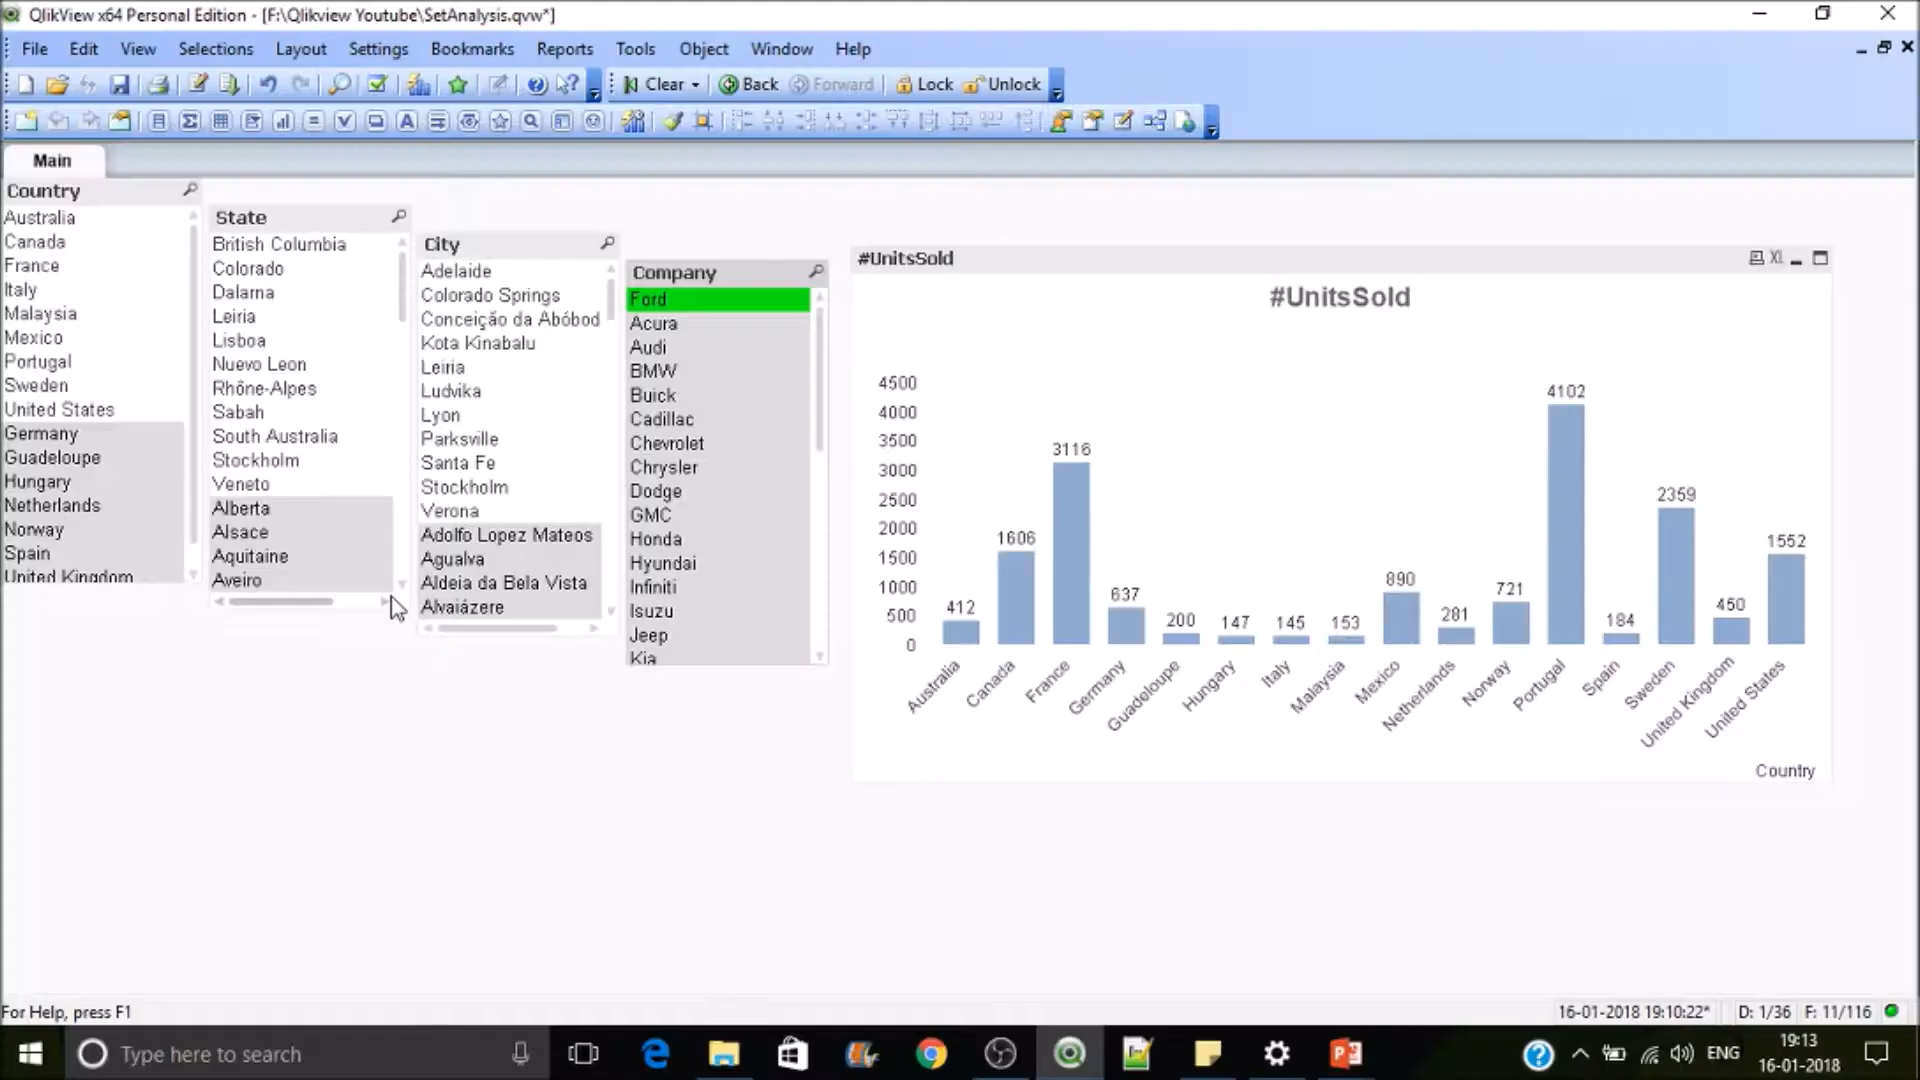 QlikView x64 Personal Edition - [F:\Qlikview Youtube\SetAnalysis.qvw*]
File Edit View Selections Layout Settings Bookmarks Reports Tools Object Window Help
Clear Back Forward Lock Unlock
Main
Country
Australia
Canada
France
Italy
Malaysia
Mexico
Portugal
Sweden
United States
Germany
Guadeloupe
Hungary
Netherlands
Norway
Spain
United Kingdom
State
British Columbia
Colorado
Dalarna
Leiria
Lisboa
Nuevo Leon
Rhône-Alpes
Sabah
South Australia
Stockholm
Veneto
Alberta
Alsace
Aquitaine
Aveiro
City
Adelaide
Colorado Springs
Conceição da Abóbod
Kota Kinabalu
Leiria
Ludvika
Lyon
Parksville
Santa Fe
Stockholm
Verona
Adolfo Lopez Mateos
Agualva
Aldeia da Bela Vista
Alvaiázere
Company
Ford
Acura
Audi
BMW
Buick
Cadillac
Chevrolet
Chrysler
Dodge
GMC
Honda
Hyundai
Infiniti
Isuzu
Jeep
Kia
#UnitsSold
XL
#UnitsSold
4500
4000
3500
3000
2500
2000
1500
1000
500
0
412
1606
3116
637
200
147
145
153
890
281
721
4102
184
2359
450
1552
Australia
Canada
France
Germany
Guadeloupe
Hungary
Italy
Malaysia
Mexico
Netherlands
Norway
Portugal
Spain
Sweden
United Kingdom
United States
Country
For Help, press F1
16-01-2018 19:10:22* D: 1/36 F: 11/116
Type here to search
ENG
19:13
16-01-2018